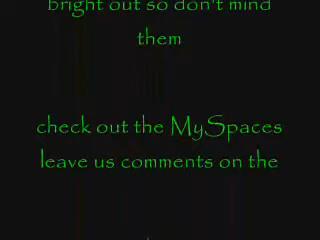 bright out so don't mind
them
check out the MySpaces
leave us comments on the